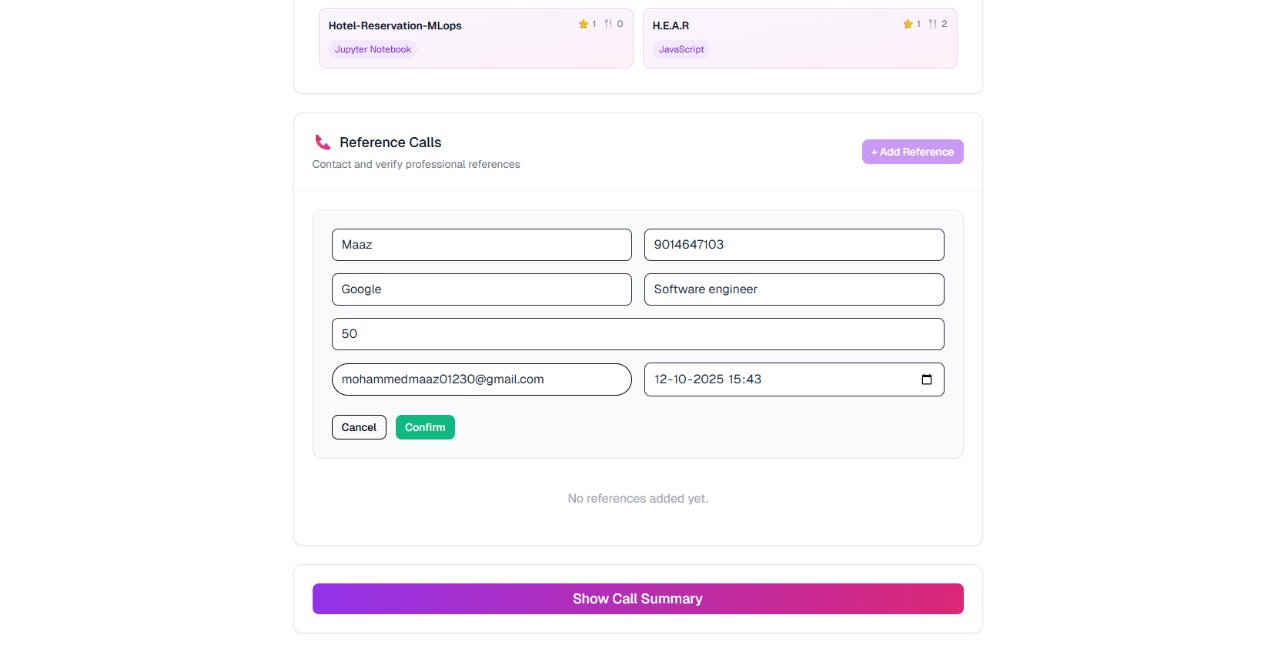 Hotel-Reservation-MLops ⭐ 1 🍴 0
H.E.A.R ⭐ 1 🍴 2
Jupyter Notebook
JavaScript
Reference Calls
+ Add Reference
Contact and verify professional references
Maaz
9014647103
Google
Software engineer
50
mohammedmaaz01230@gmail.com
12-10-2025 15:43
Cancel
Confirm
No references added yet.
Show Call Summary